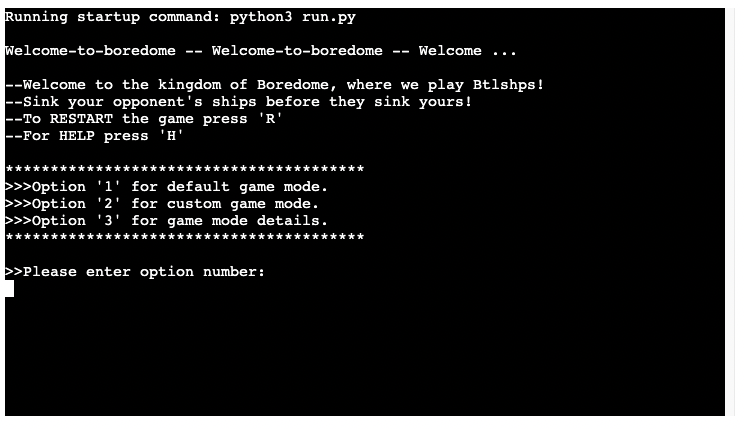 Running startup command: python3 run.py
Welcome-to-boredome -- Welcome-to-boredome -- Welcome ...
--Welcome to the kingdom of Boredome, where we play Btlshps!
--Sink your opponent's ships before they sink yours!
--To RESTART the game press 'R'
--For HELP press 'H'
****************************************
>>>Option '1' for default game mode.
>>>Option '2' for custom game mode.
>>>Option '3' for game mode details.
****************************************
>>Please enter option number: